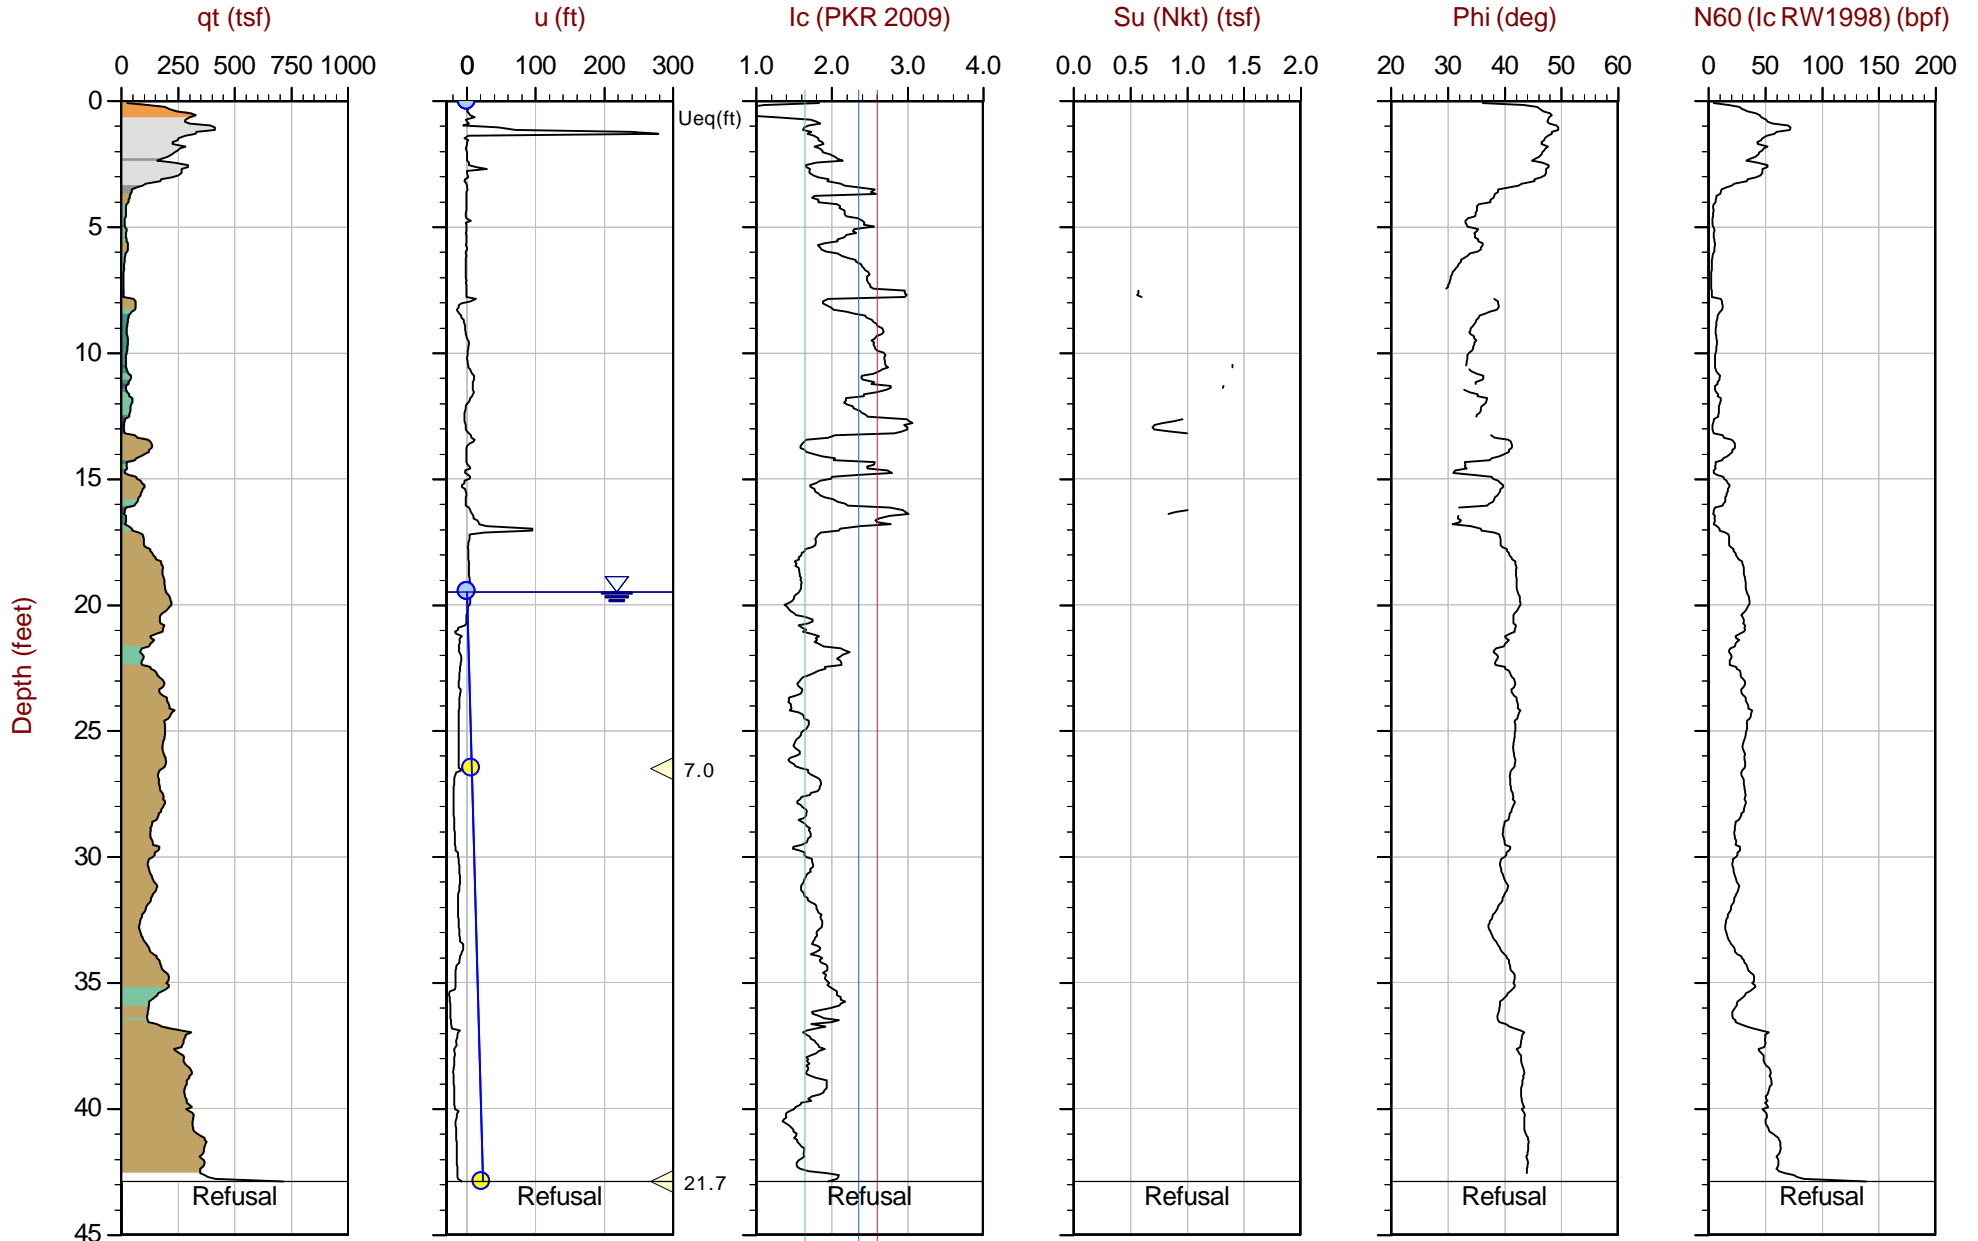 qt (tsf) u (ft) Ic (PKR 2009) Su (Nkt) (tsf) Phi (deg) N60 (Ic RW1998) (bpf)
0 250 500 750 1000 0 100 200 300 1.0 2.0 3.0 4.0 0.0 0.5 1.0 1.5 2.0 20 30 40 50 60 0 50 100 150 200
0
Ueq(ft)
5
10
15
20
Depth (feet)
25
7.0
30
35
40
21.7
Refusal Refusal Refusal Refusal Refusal Refusal
45